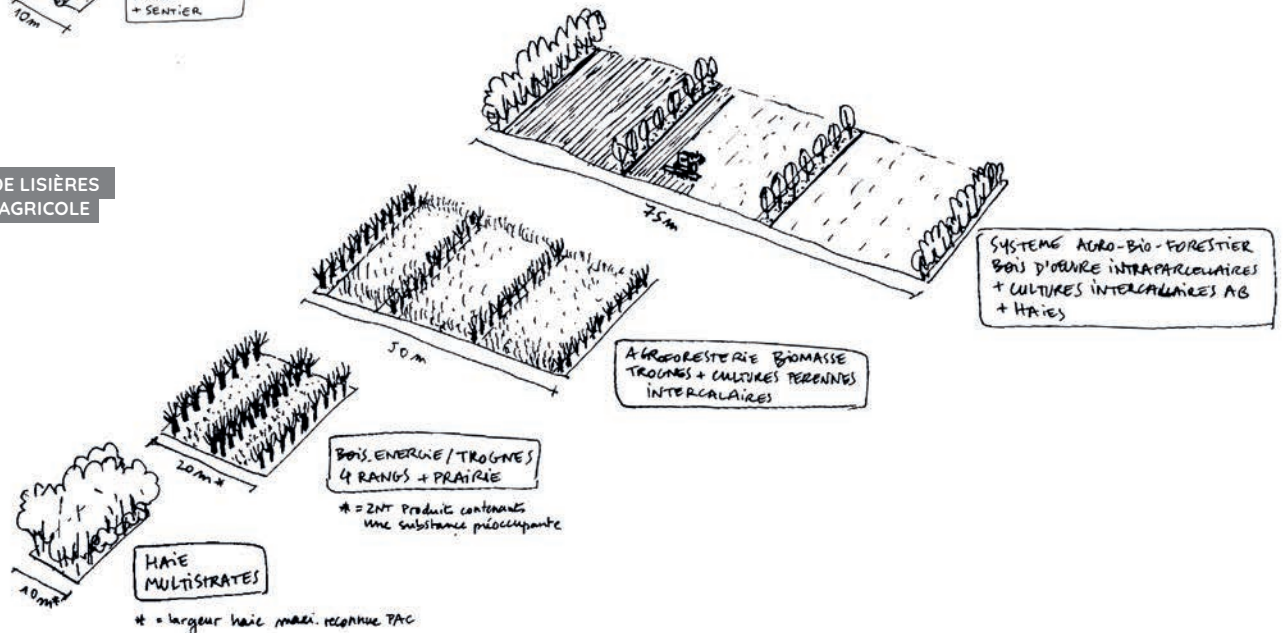 10m
+ SENTIER
DE LISIÈRES
AGRICOLE
75m
SYSTEME AGRO-BIO-FORESTIER
BOIS D'ŒUVRE INTRAPARCELLAIRES
+ CULTURES INTERCALLAIRES AB
+ HAIES
50m
AGROFORESTERIE BIOMASSE
TROGNES + CULTURES PERENNES
INTERCALAIRES
20m*
BOIS ENERGIE/TROGNES
4 RANGS + PRAIRIE
* = ZNT Produits contenants
une substance préoccupante
10m*
HAIE
MULTISTRATES
* = largeur haie maxi. reconnue PAC